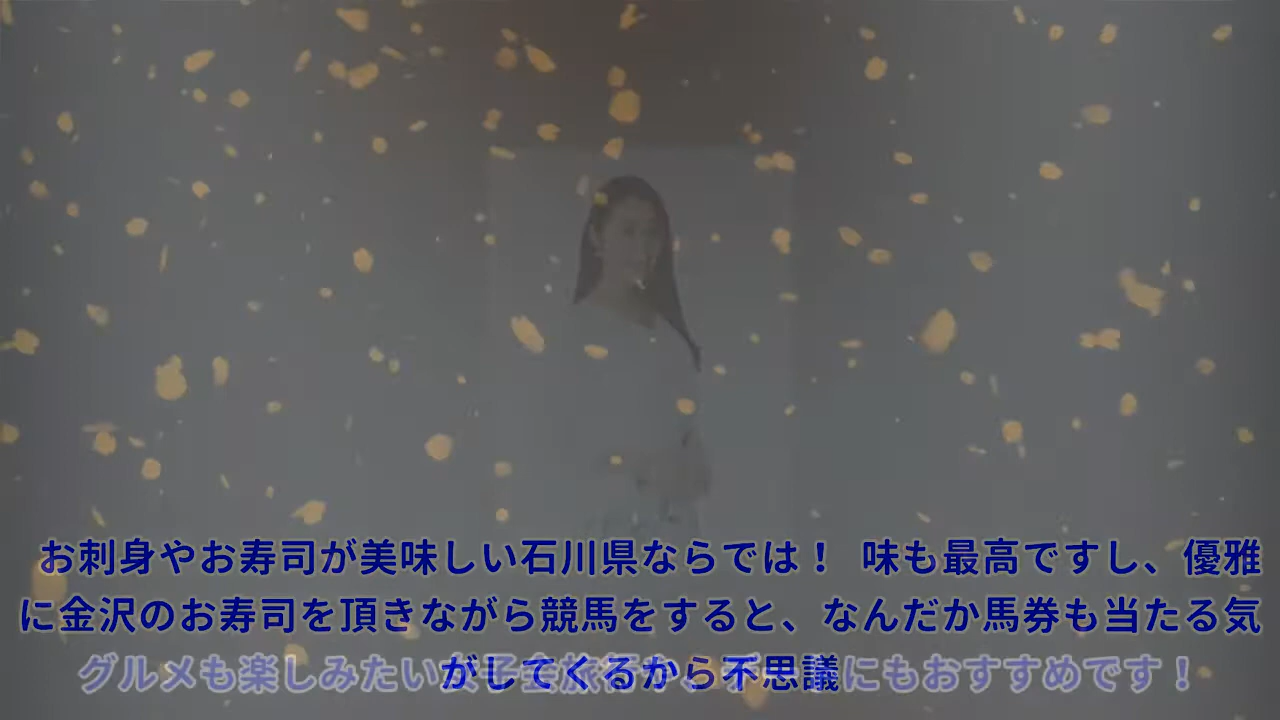 お刺身やお寿司が美味しい石川県ならでは！ 味も最高ですし、優雅
に金沢のお寿司を頂きながら競馬をすると、なんだか馬券も当たる気
がしてくるから不思議
グルメも楽しみたい にもおすすめです！